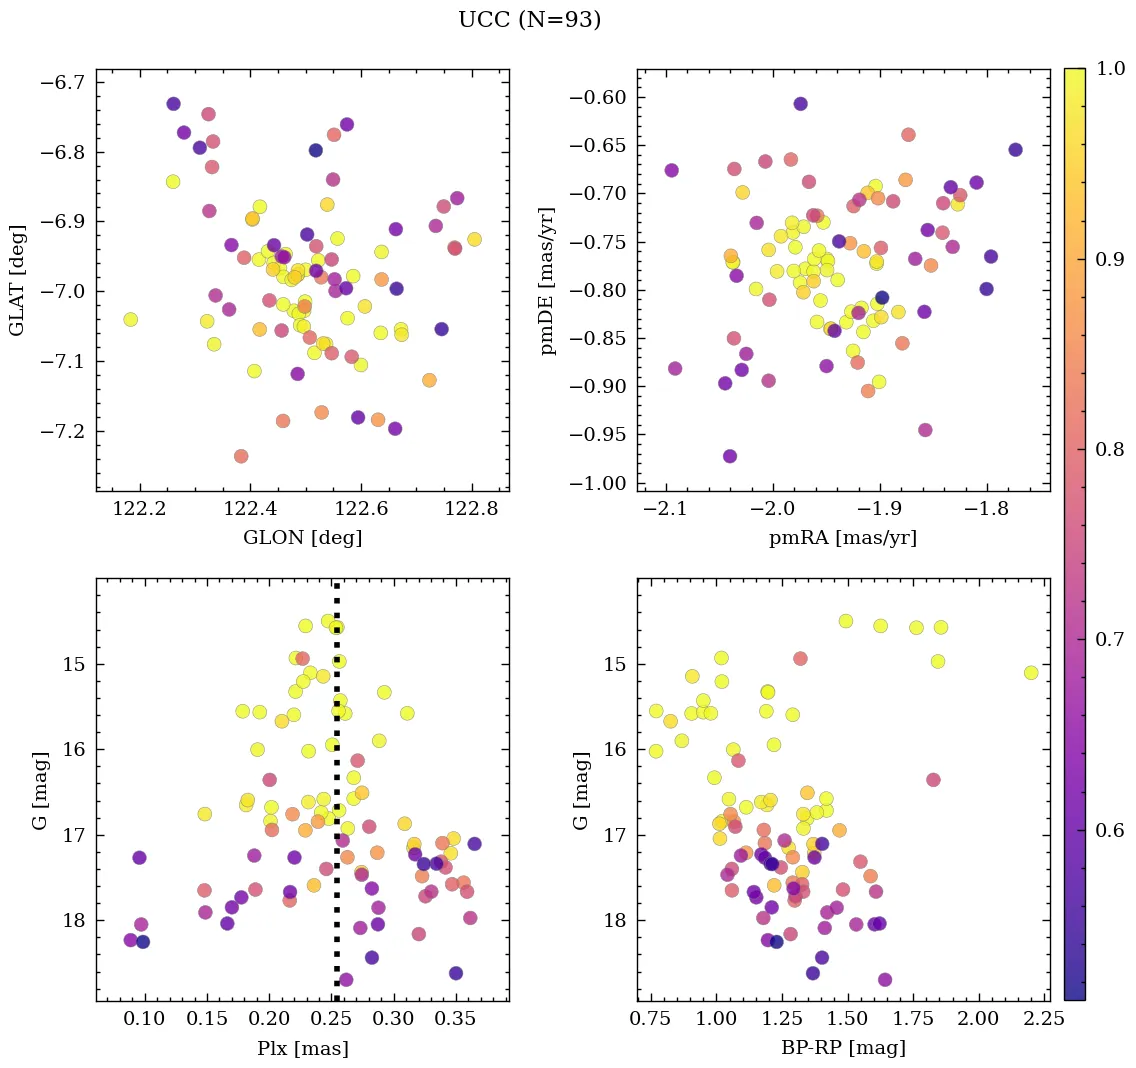 UCC (N=93)
−6.7
−6.8
−6.9
−7.0
−7.1
−7.2
GLAT [deg]
122.2 122.4 122.6 122.8
GLON [deg]
−0.60
−0.65
−0.70
−0.75
−0.80
−0.85
−0.90
−0.95
−1.00
pmDE [mas/yr]
−2.1 −2.0 −1.9 −1.8
pmRA [mas/yr]
1.0
0.9
0.8
0.7
0.6
15
16
17
18
G [mag]
0.10 0.15 0.20 0.25 0.30 0.35
Plx [mas]
15
16
17
18
G [mag]
0.75 1.00 1.25 1.50 1.75 2.00 2.25
BP-RP [mag]